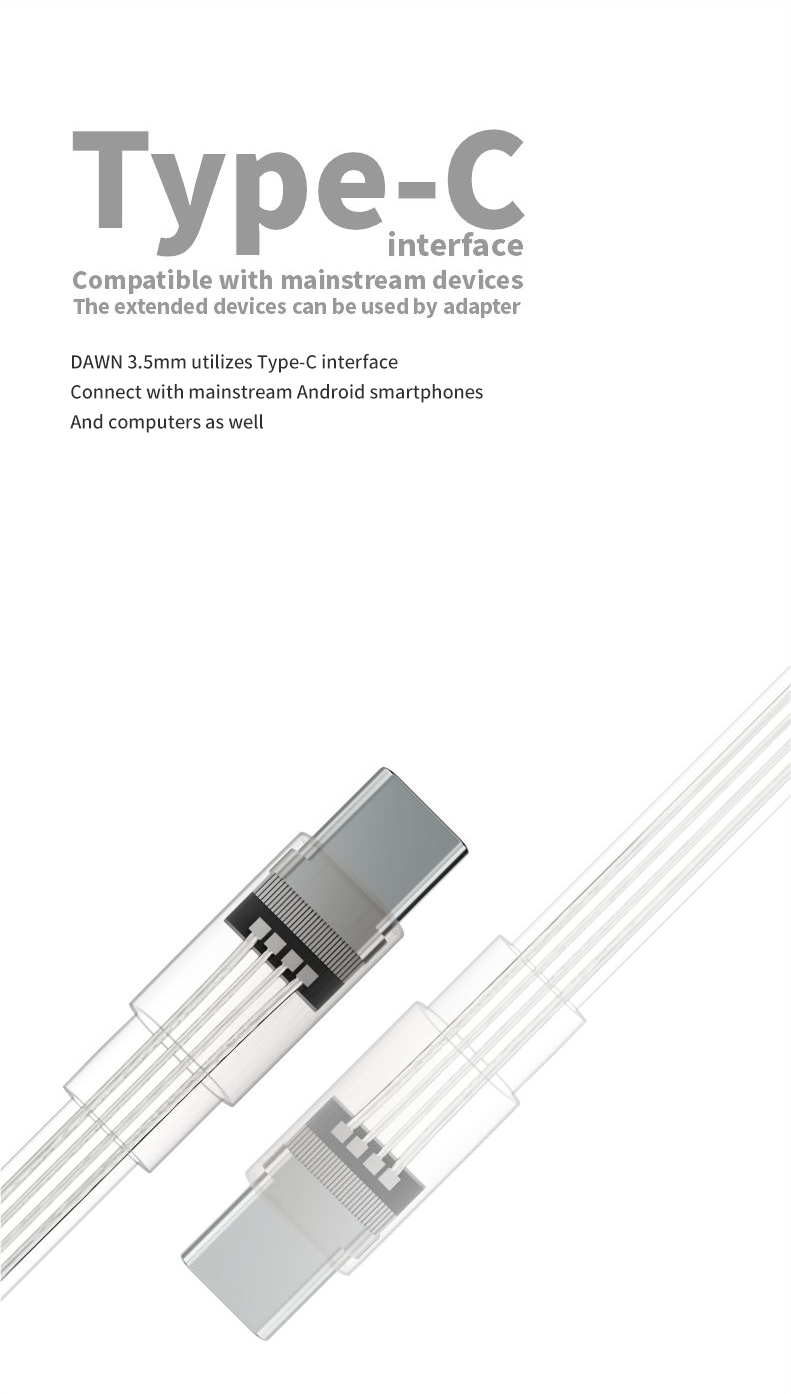 Type-C
interface
Compatible with mainstream devices
The extended devices can be used by adapter
DAWN 3.5mm utilizes Type-C interface
Connect with mainstream Android smartphones
And computers as well